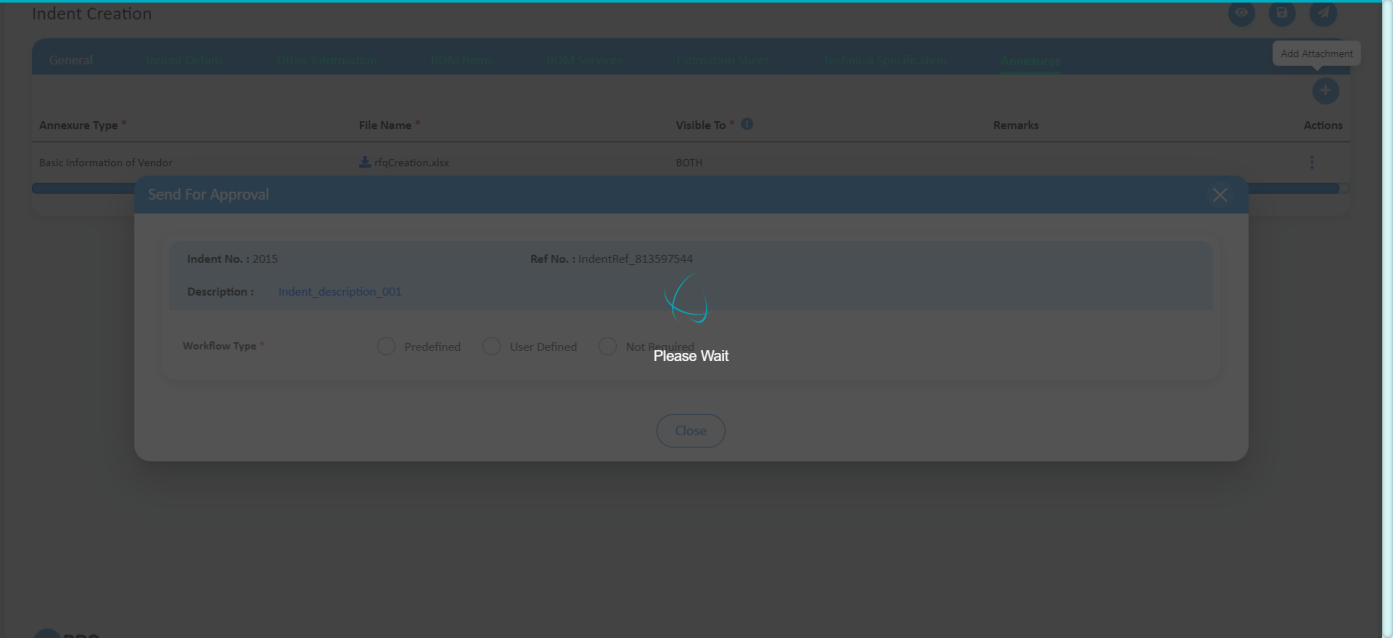 Indent Creation
General Indent Details Other Information BOM Items BOM Services Estimation Sheet Technical Specification Annexures
Add Attachment
Annexure Type * File Name * Visible To * Remarks Actions
Basic Information of Vendor rfqCreation.xlsx BOTH
Send For Approval
Indent No. : 2015 Ref No. : IndentRef_813597544
Description : Indent_description_001
Workflow Type * Predefined User Defined Not Required
Please Wait
Close